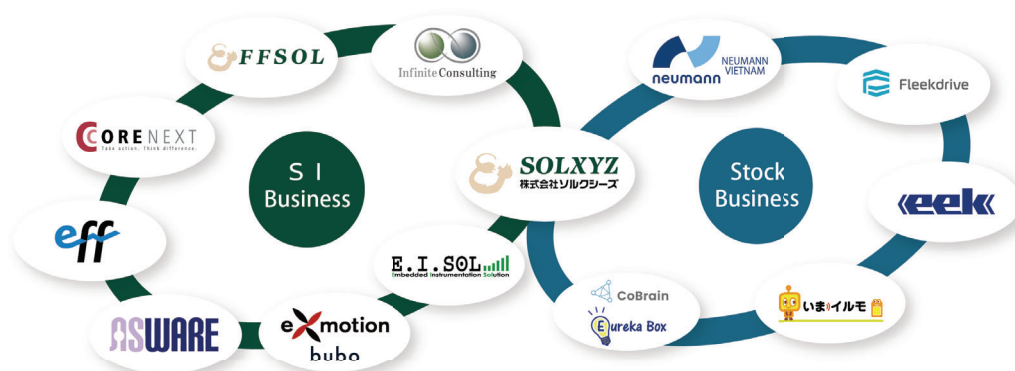 FFSOL
Infinite Consulting
CORENEXT
Take action. Think difference.
eff
ASWARE
eXmotion
bubo
E.I.SOL
Embedded Instrumentation Solution
S I
Business
SOLXYZ
株式会社ソルクシーズ
neumann
NEUMANN
VIETNAM
Fleekdrive
eek
いまイルモ
CoBrain
Eureka Box
Stock
Business